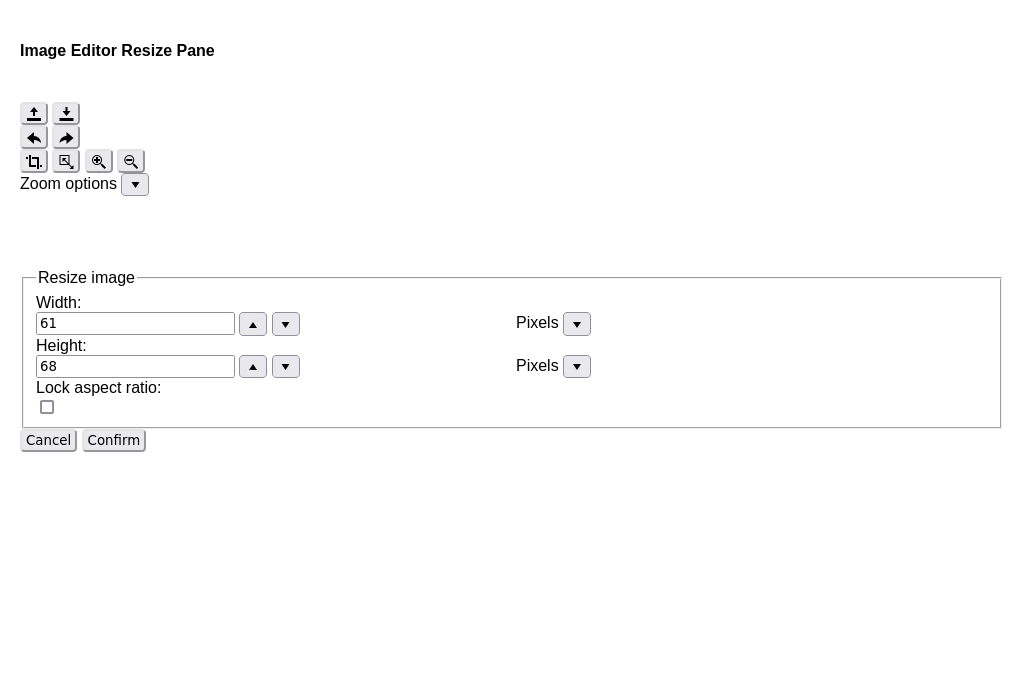 Image Editor Resize Pane
Zoom options
Resize image
Width:
61 Pixels
Height:
68 Pixels
Lock aspect ratio:
Cancel Confirm